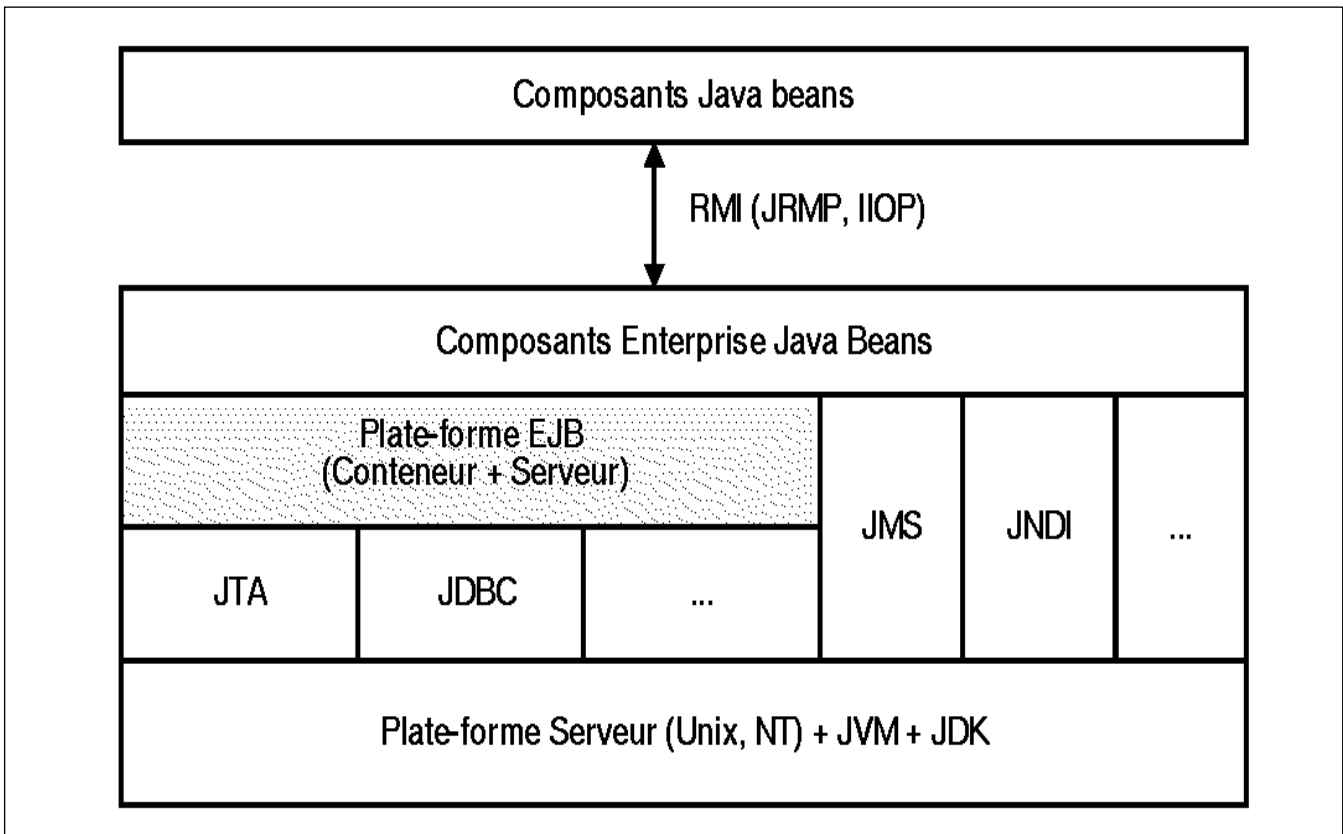 Composants Java beans
RMI (JRMP, IIOP)
Composants Enterprise Java Beans
Plate-forme EJB
(Conteneur + Serveur)
JMS
JNDI
...
JTA
JDBC
...
Plate-forme Serveur (Unix, NT) + JVM + JDK